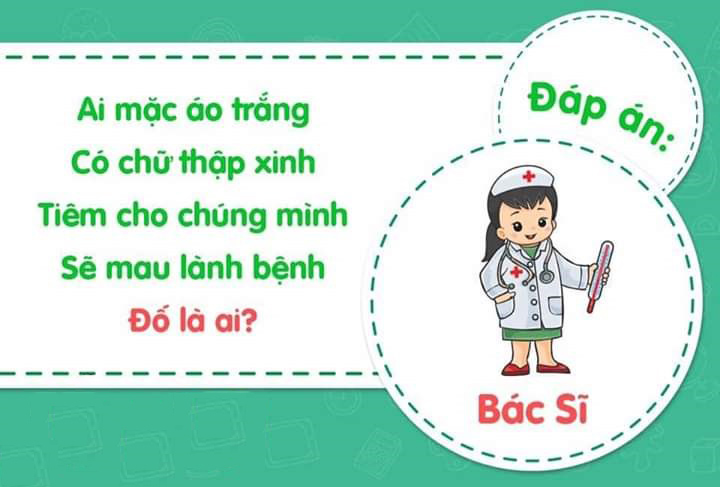 Ai mặc áo trắng
Có chữ thập xinh
Tiêm cho chúng mình
Sẽ mau lành bệnh
Đố là ai?
Đáp án:
Bác Sĩ